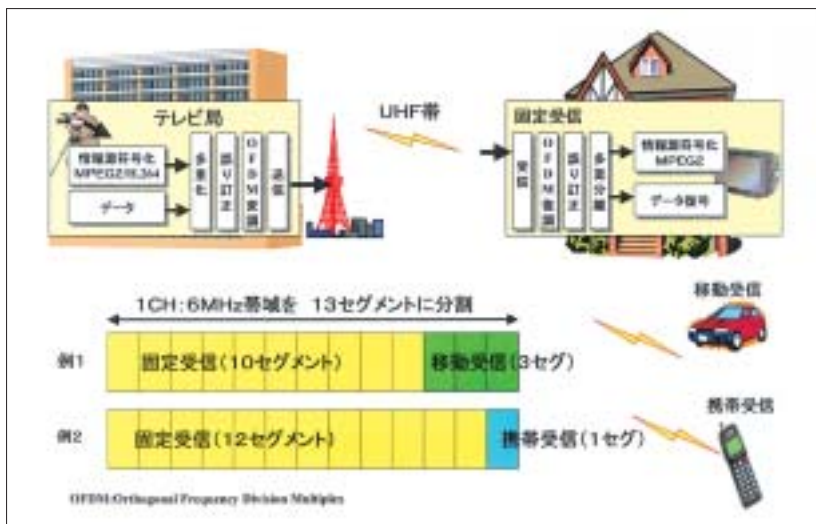 テレビ局
情報源符号化
MPEG2/H.264
データ
多重化
誤り訂正
OFDM変調
送信
UHF帯
固定受信
受信
OFDM復調
誤り訂正
多重分離
情報源符号化
MPEG2
データ復号
移動受信
携帯受信
1CH:6MHz帯域を 13セグメントに分割
例1
固定受信(10セグメント)
移動受信(3セグ)
例2
固定受信(12セグメント)
携帯受信(1セグ)
OFDM:Orthogonal Frequency Division Multiplex